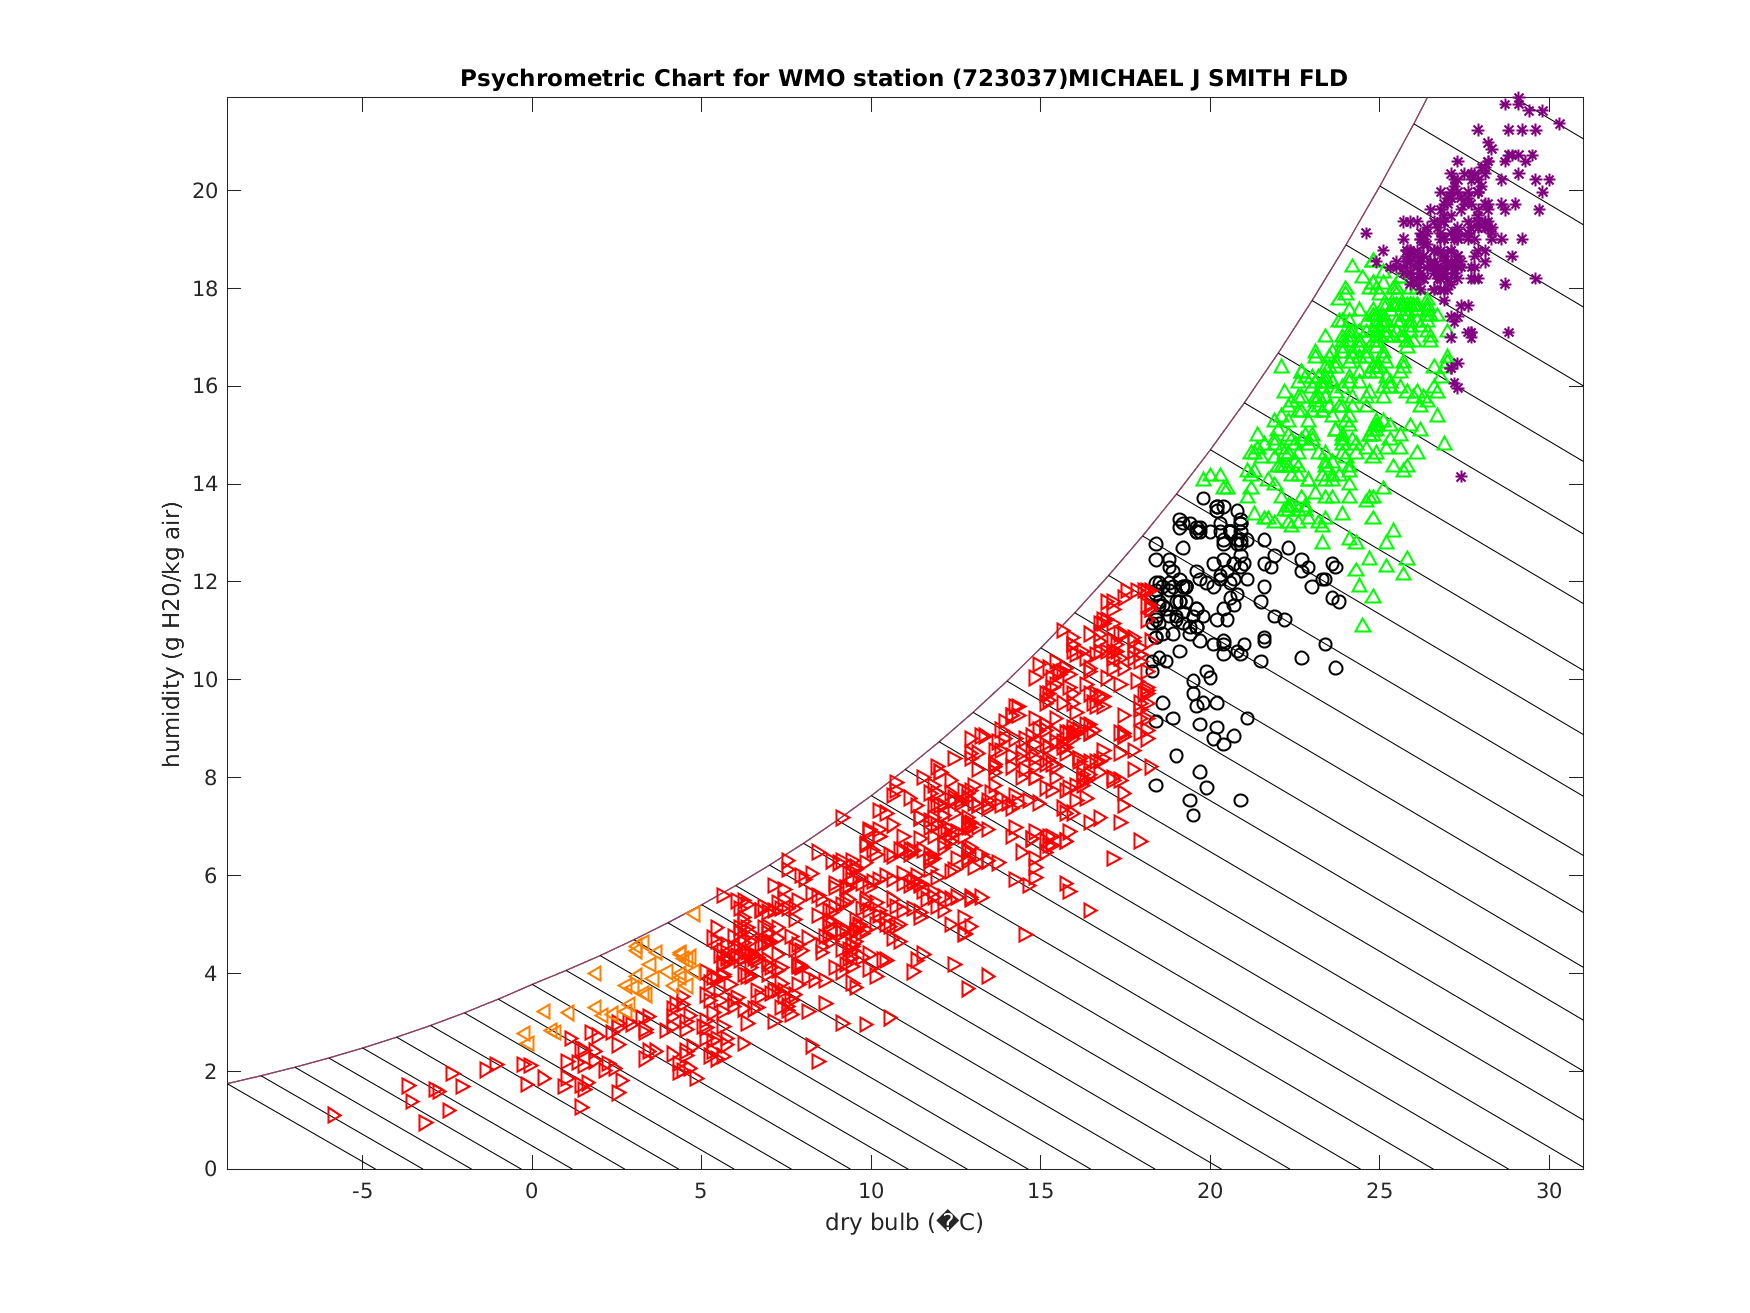 Psychrometric Chart for WMO station (723037)MICHAEL J SMITH FLD
humidity (g H20/kg air)
20
18
16
14
12
10
8
6
4
2
0
-5 0 5 10 15 20 25 30
dry bulb (�C)